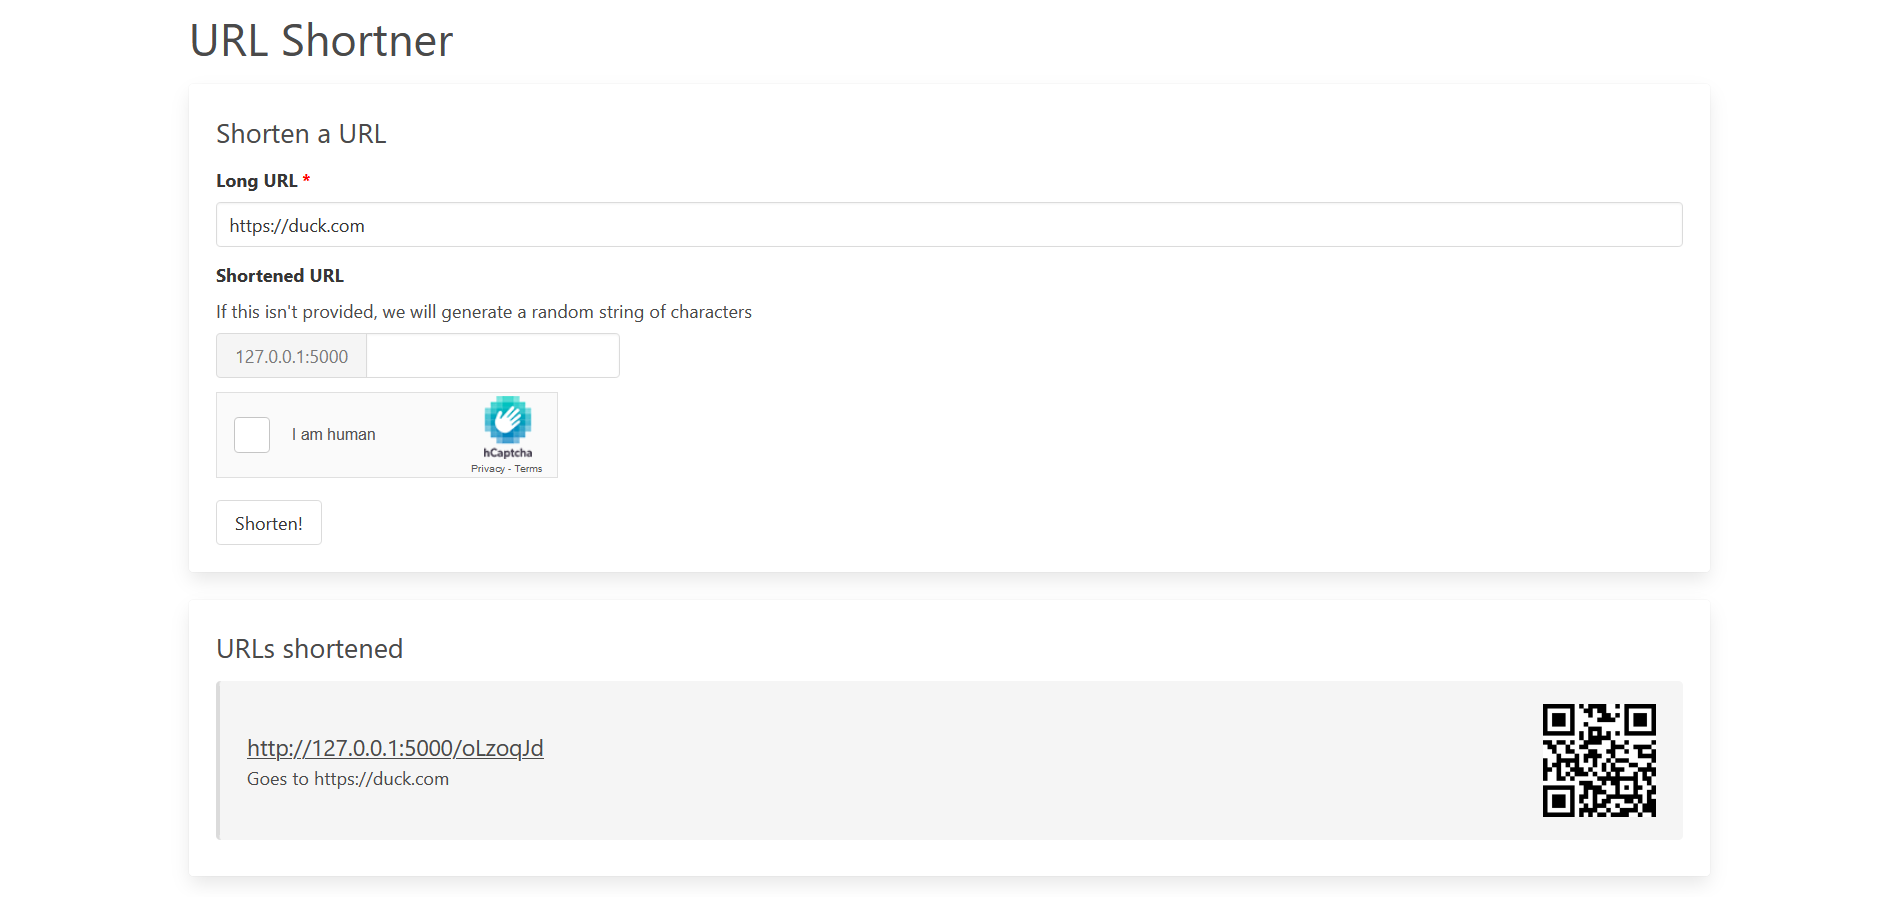 URL Shortner
Shorten a URL
Long URL *
https://duck.com
Shortened URL
If this isn't provided, we will generate a random string of characters
127.0.0.1:5000
I am human
hCaptcha
Privacy - Terms
Shorten!
URLs shortened
http://127.0.0.1:5000/oLzoqJd
Goes to https://duck.com